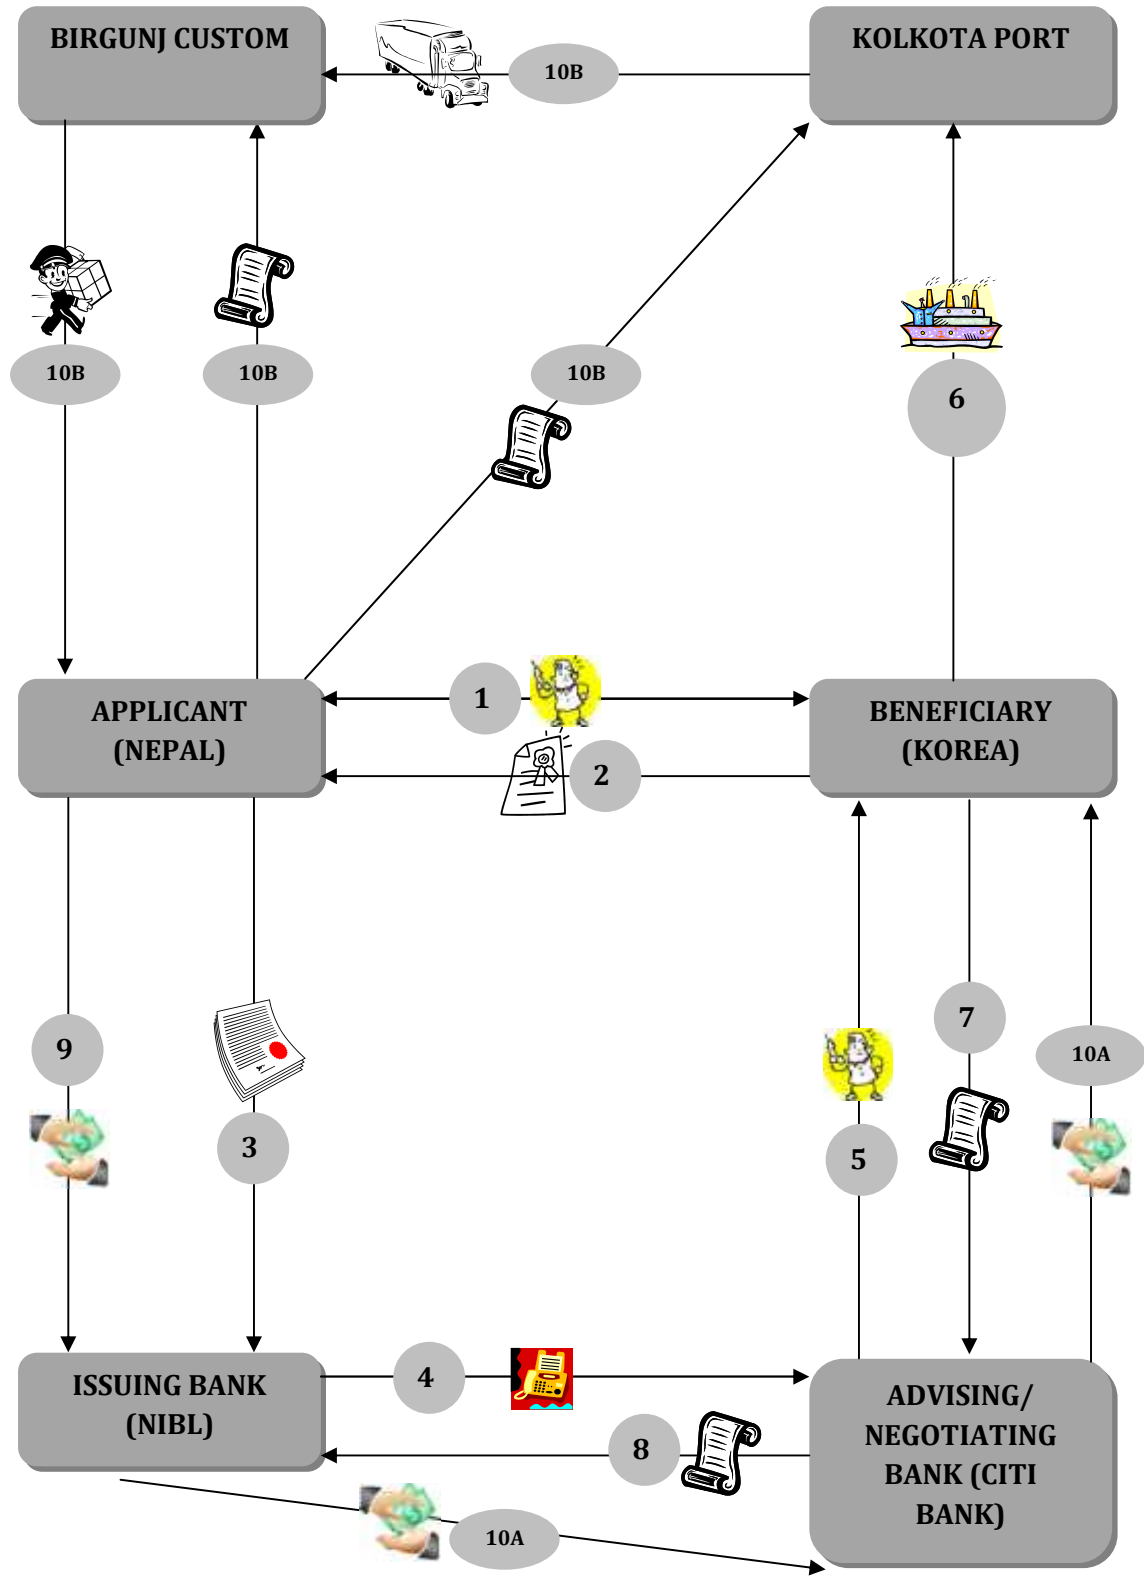 BIRGUNJ CUSTOM
KOLKOTA PORT
10B
10B
10B
10B
6
APPLICANT
(NEPAL)
1
BENEFICIARY
(KOREA)
2
9
3
7
10A
5
ISSUING BANK
(NIBL)
4
8
10A
ADVISING/
NEGOTIATING
BANK (CITI
BANK)